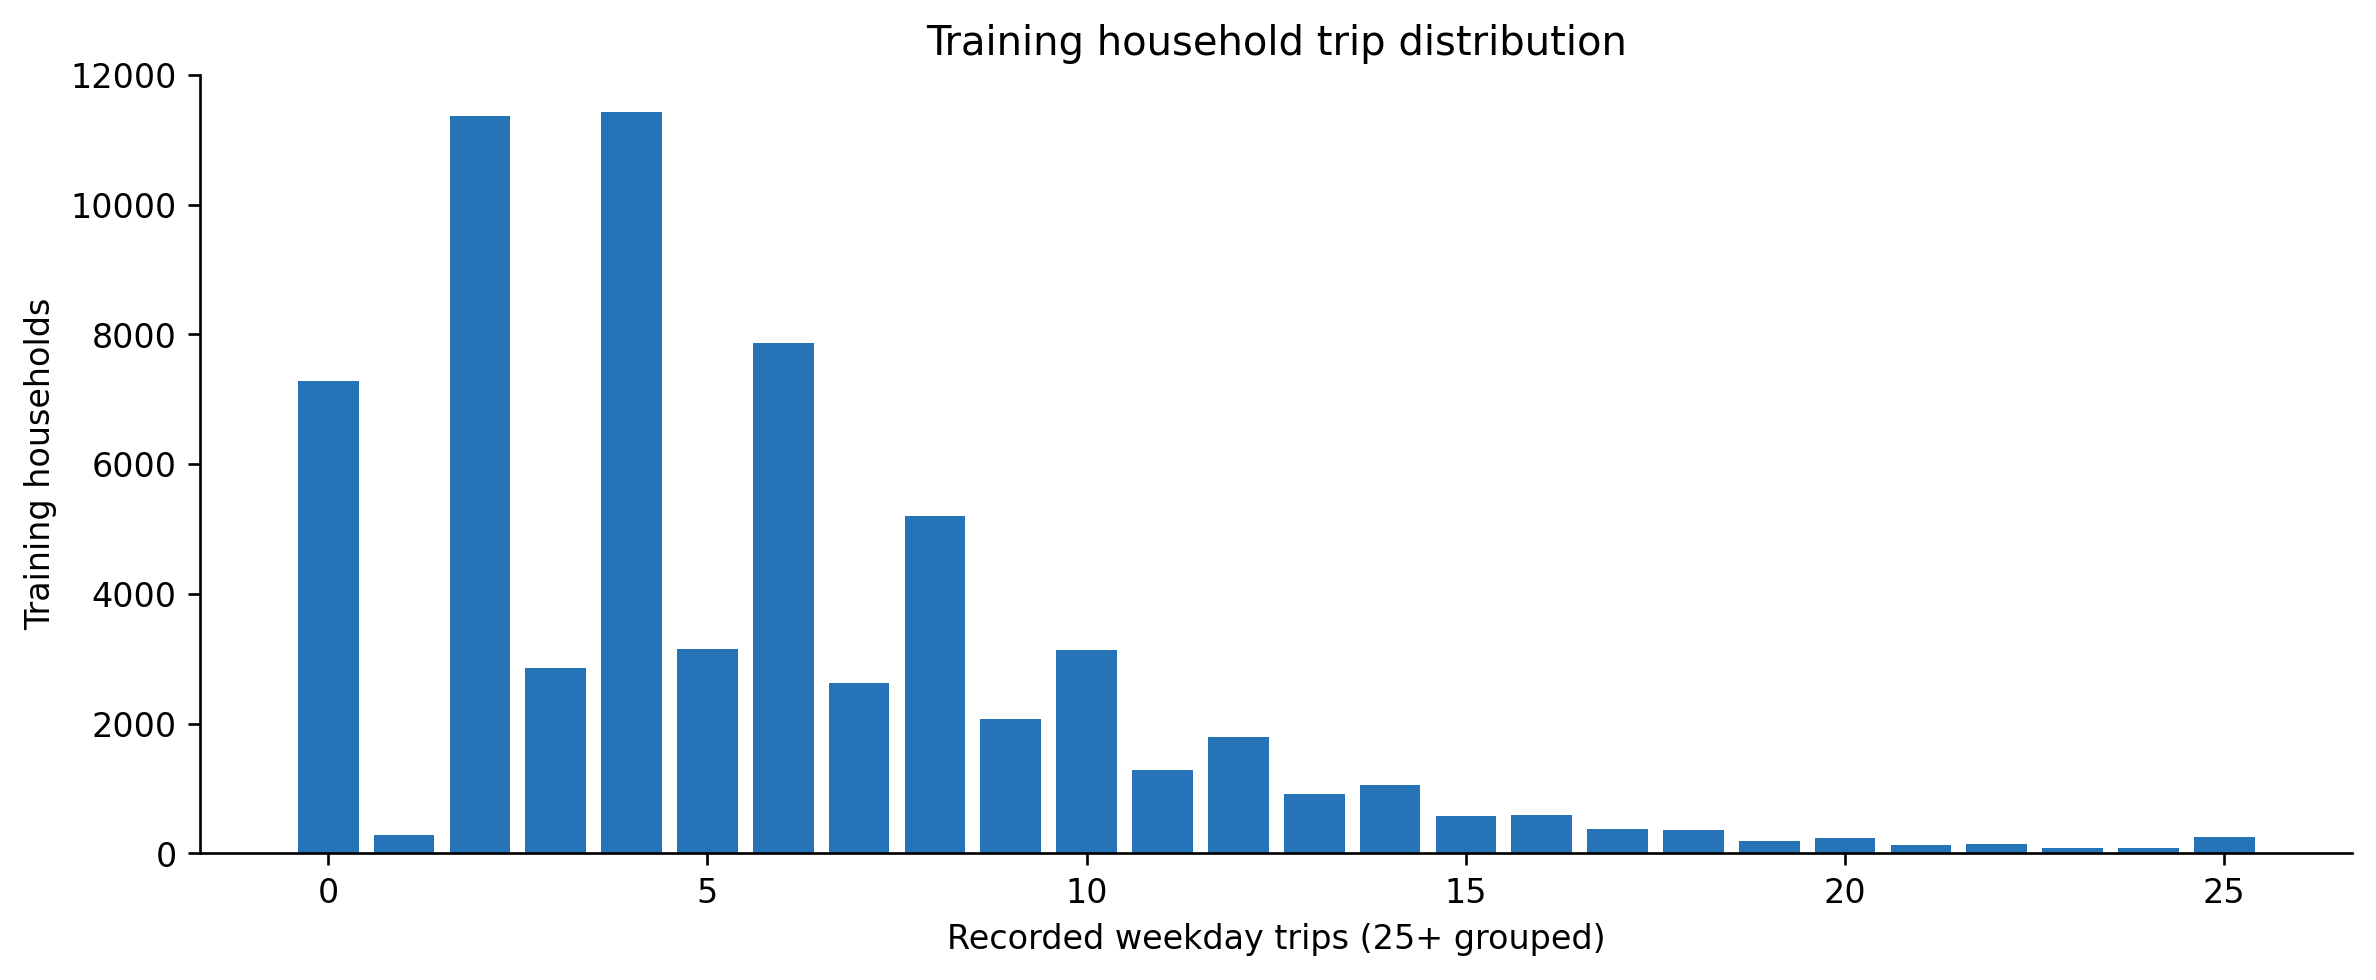 Training household trip distribution
12000
10000
8000
6000
4000
2000
0
Training households
0 5 10 15 20 25
Recorded weekday trips (25+ grouped)